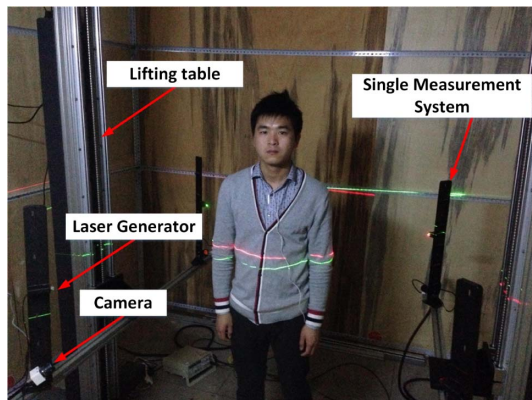 Lifting table
Single Measurement
System
Laser Generator
Camera